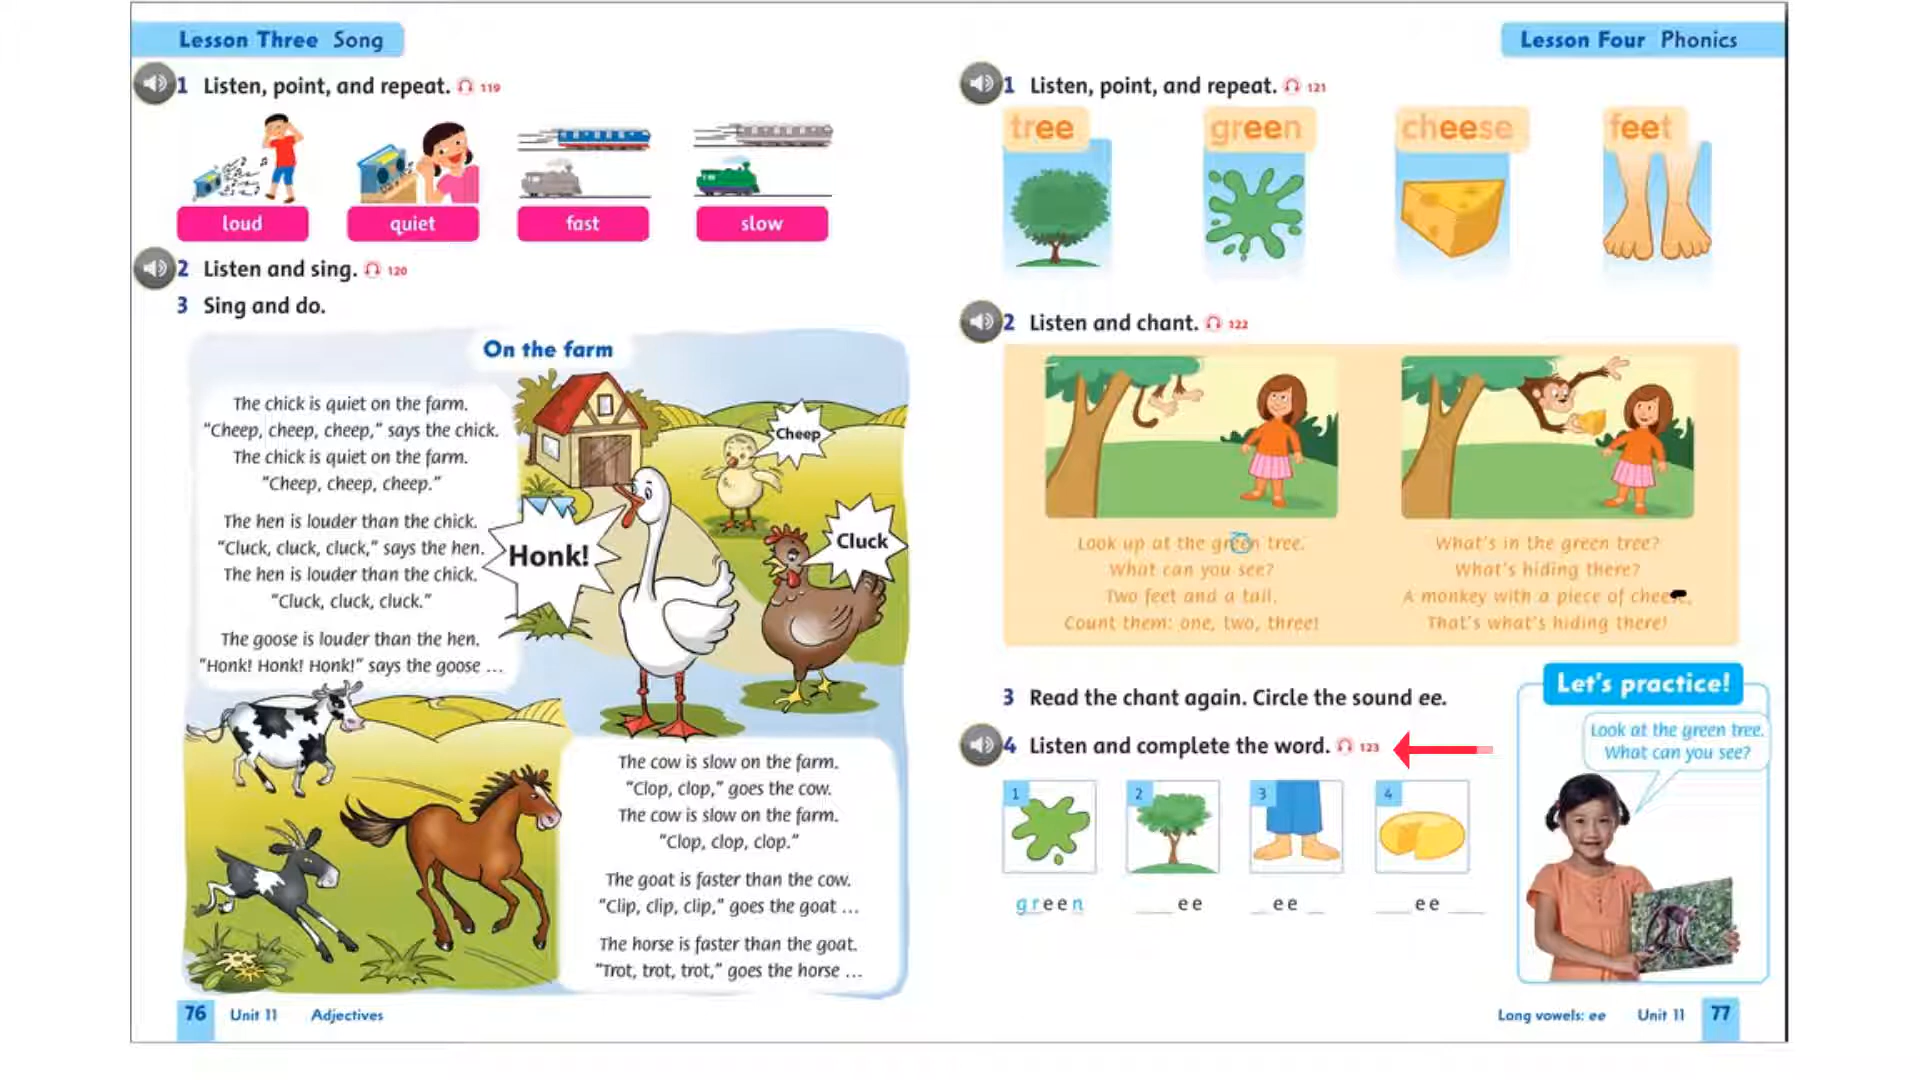 Lesson Three Song
1 Listen, point, and repeat. 119
loud
quiet
fast
slow
2 Listen and sing. 120
3 Sing and do.
On the farm
The chick is quiet on the farm.
"Cheep, cheep, cheep," says the chick.
The chick is quiet on the farm.
"Cheep, cheep, cheep."
The hen is louder than the chick.
"Cluck, cluck, cluck," says the hen.
The hen is louder than the chick.
"Cluck, cluck, cluck."
The goose is louder than the hen.
"Honk! Honk! Honk!" says the goose ...
Cheep
Cluck
Honk!
The cow is slow on the farm.
"Clop, clop," goes the cow.
The cow is slow on the farm.
"Clop, clop, clop."
The goat is faster than the cow.
"Clip, clip, clip," goes the goat ...
The horse is faster than the goat.
"Trot, trot, trot," goes the horse ...
76 Unit 11 Adjectives
Lesson Four Phonics
1 Listen, point, and repeat. 121
tree
green
cheese
feet
2 Listen and chant. 122
Look up at the green tree.
What can you see?
Two feet and a tail.
Count them: one, two, three!
What's in the green tree?
What's hiding there?
A monkey with a piece of
That's what's hiding there!
3 Read the chant again. Circle the sound ee.
4 Listen and complete the word. 123
1
2
3
4
green
___ ee
__ ee __
___ ee ___
Let's practice!
Look at the green tree.
What can you see?
Long vowels: ee Unit 11 77